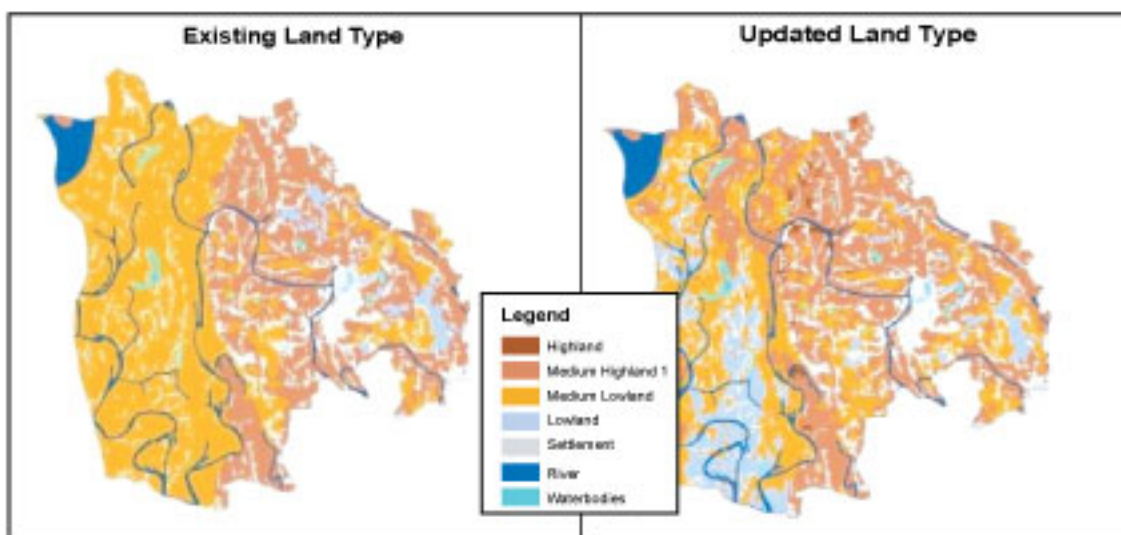 Existing Land Type
Updated Land Type
Legend
Highland
Medium Highland 1
Medium Lowland
Lowland
Settlement
River
Waterbodies